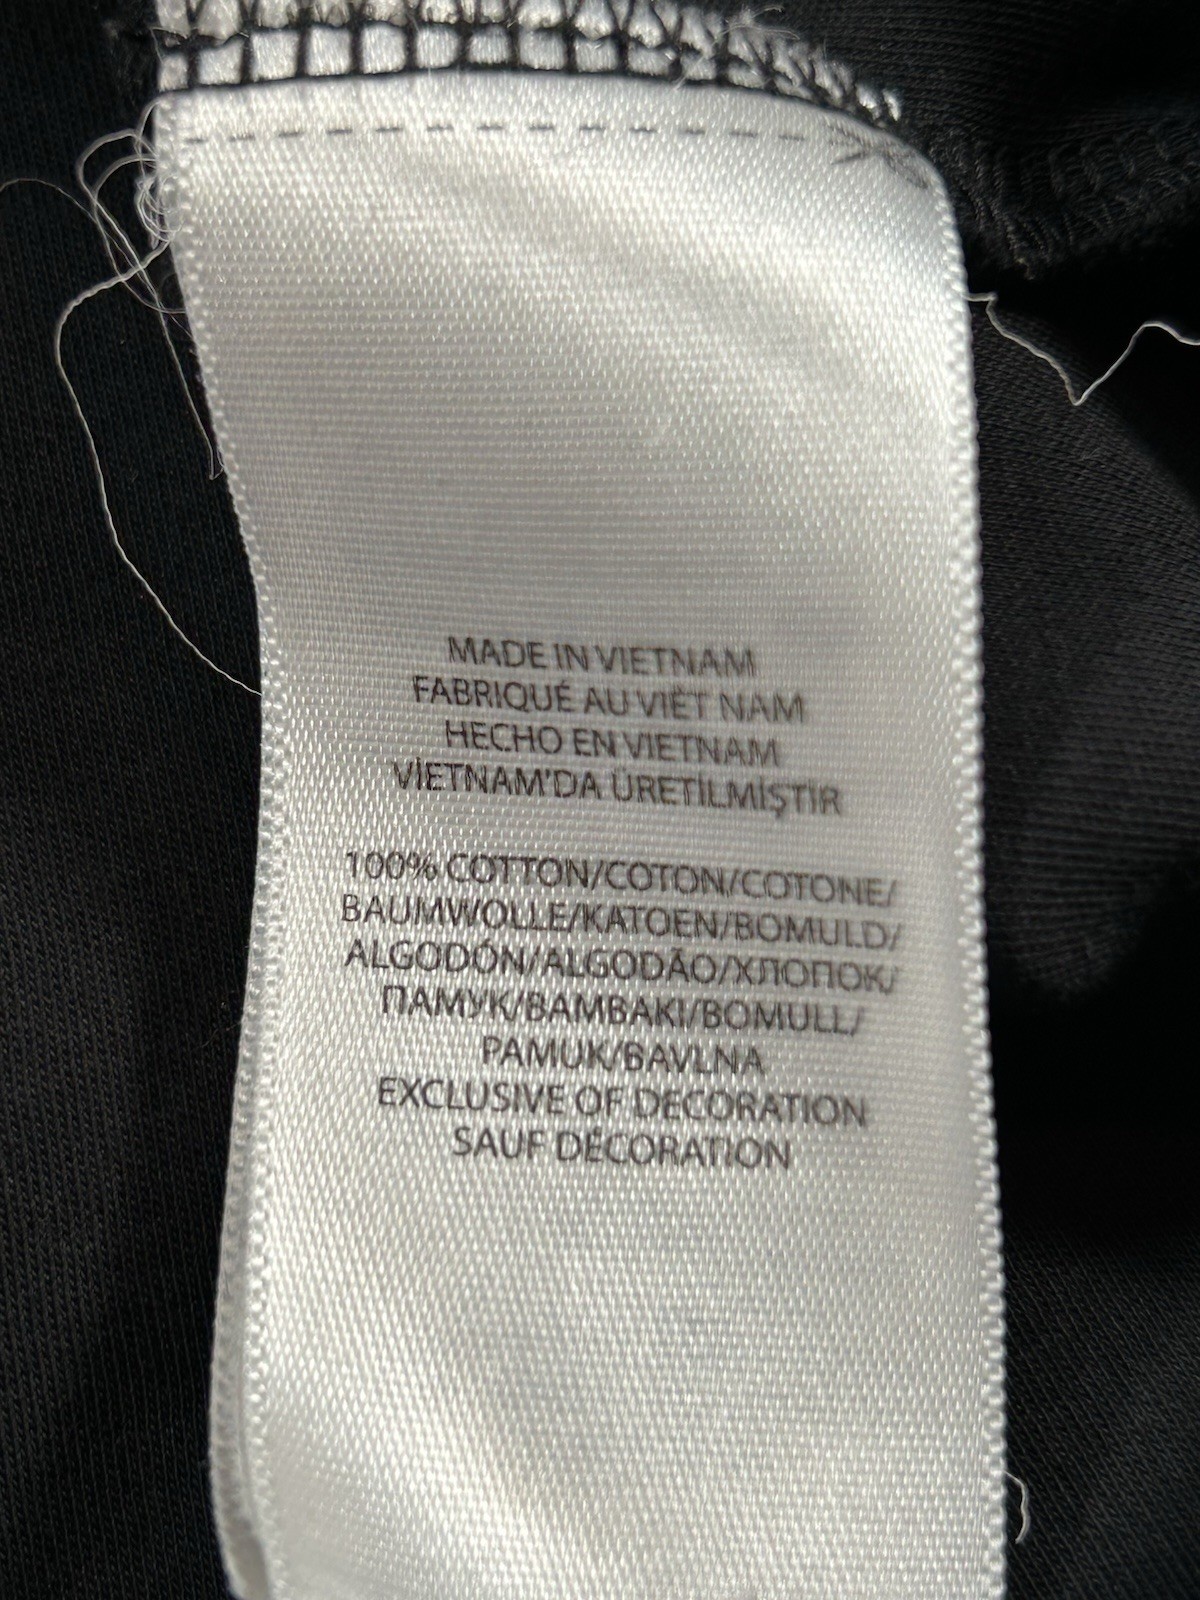 MADE IN VIETNAM
FABRIQUÉ AU VIÊT NAM
HECHO EN VIETNAM
VİETNAM'DA ÜRETİLMİŞTİR
100% COTTON/COTON/COTONE/
BAUMWOLLE/KATOEN/BOMULD/
ALGODÓN/ALGODÃO/ХЛОПОК/
ПАМУК/ΒΑΜΒΑΚΙ/BOMULL/
PAMUK/BAVLNA
EXCLUSIVE OF DECORATION
SAUF DÉCORATION